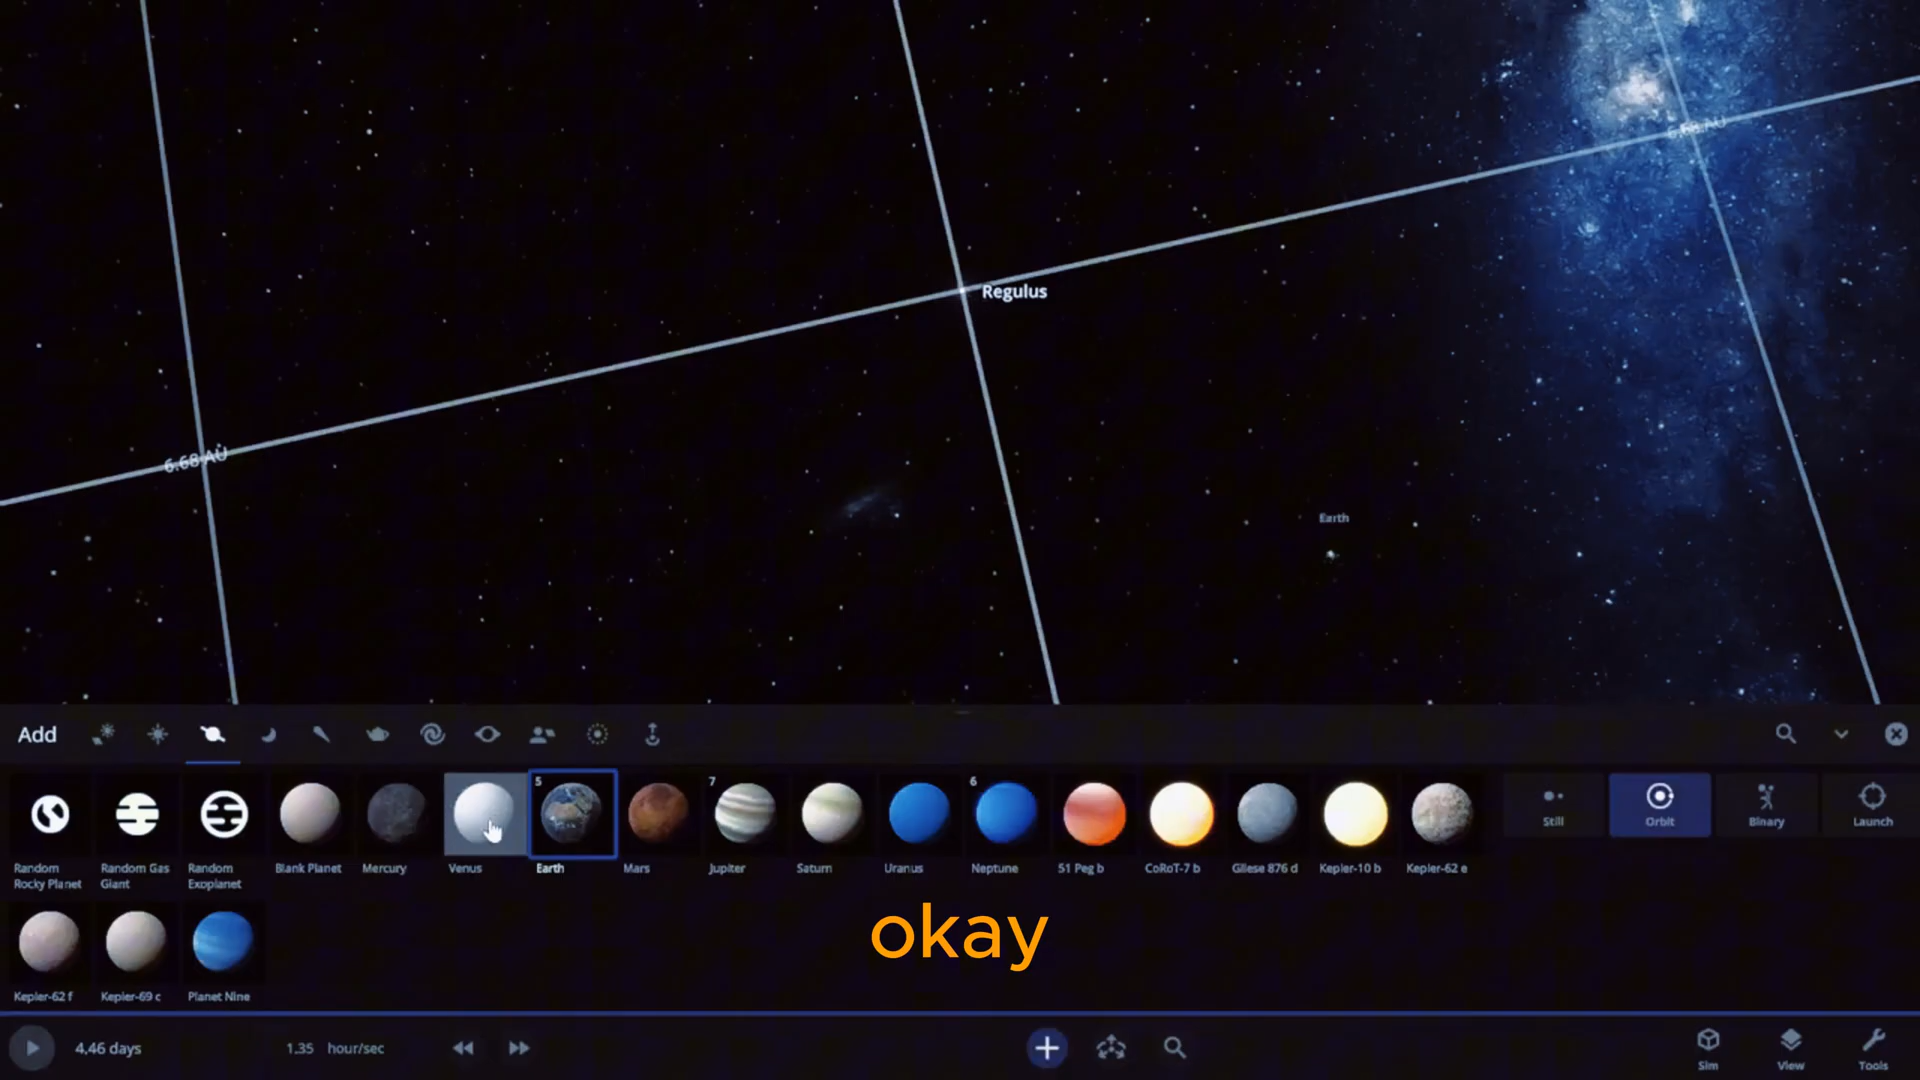 6.68 AU
Regulus
6.68 AU
Earth
Add
5
7
6
Random Rocky Planet
Random Gas Giant
Random Exoplanet
Blank Planet
Mercury
Venus
Earth
Mars
Jupiter
Saturn
Uranus
Neptune
51 Peg b
CoRoT-7 b
Gliese 876 d
Kepler-10 b
Kepler-62 e
Still
Orbit
Binary
Launch
okay
Kepler-62 f
Kepler-69 c
Planet Nine
4.46 days
1.35 hour/sec
Sim
View
Tools